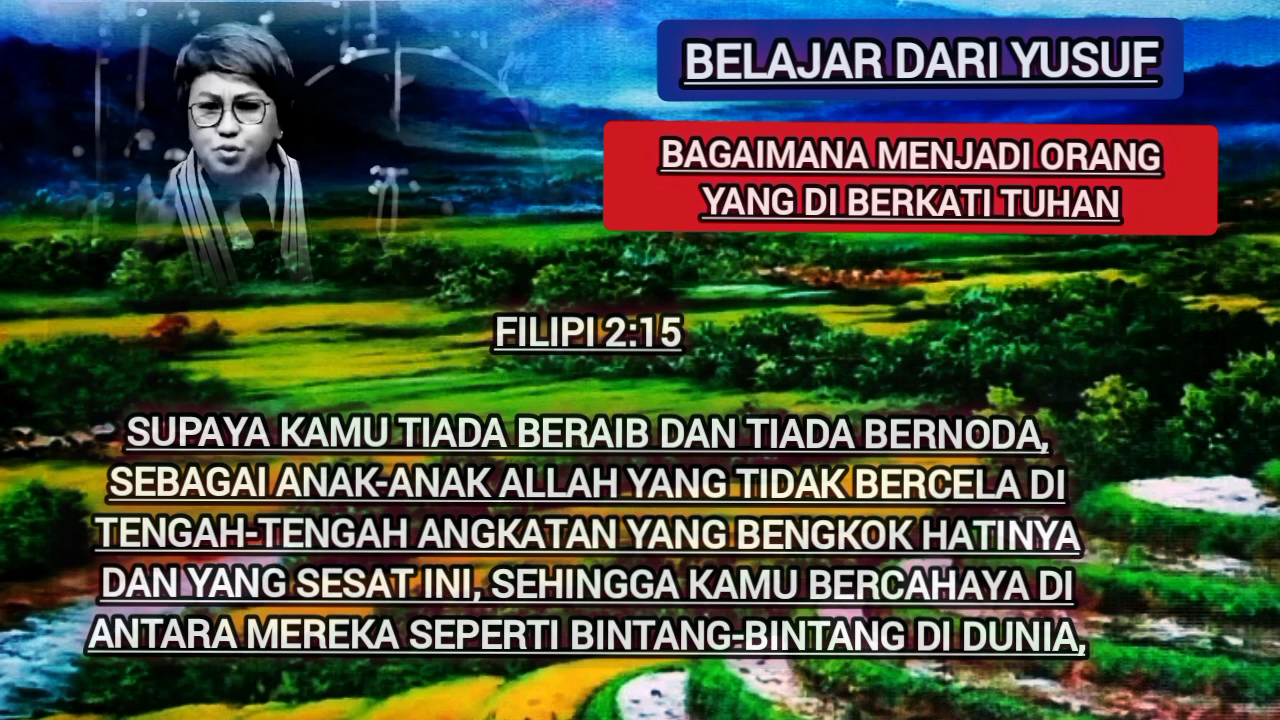 BELAJAR DARI YUSUF
BAGAIMANA MENJADI ORANG
YANG DI BERKATI TUHAN
FILIPI 2:15
SUPAYA KAMU TIADA BERAIB DAN TIADA BERNODA,
SEBAGAI ANAK-ANAK ALLAH YANG TIDAK BERCELA DI
TENGAH-TENGAH ANGKATAN YANG BENGKOK HATINYA
DAN YANG SESAT INI, SEHINGGA KAMU BERCAHAYA DI
ANTARA MEREKA SEPERTI BINTANG-BINTANG DI DUNIA,